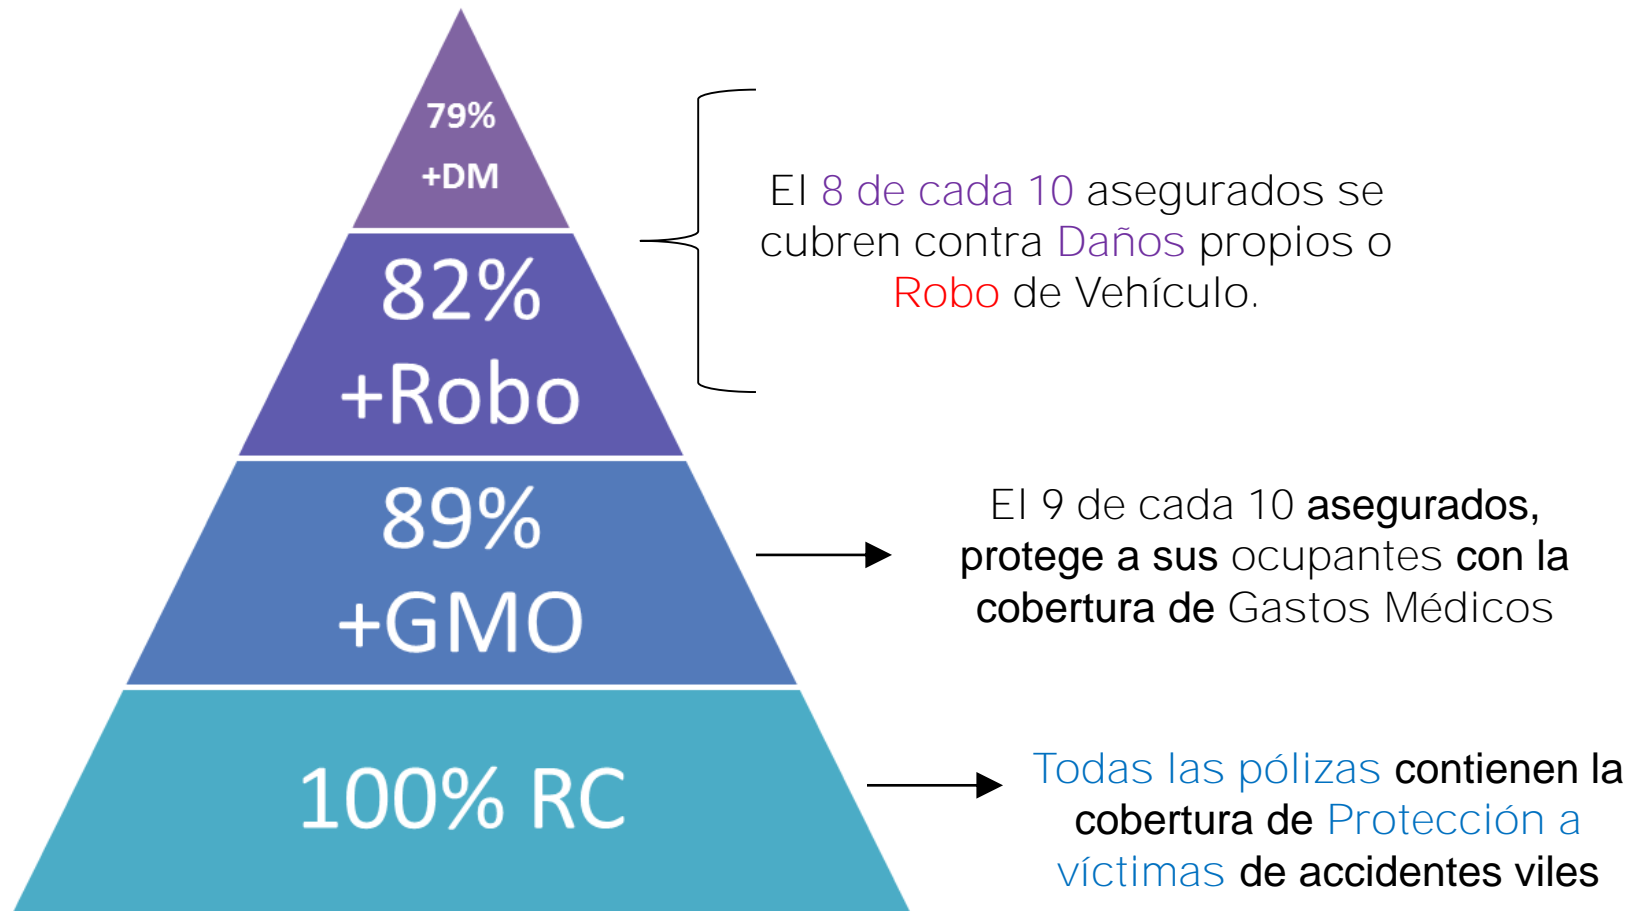 79%
+DM
82%
+Robo
89%
+GMO
100% RC
El 8 de cada 10 asegurados se
cubren contra Daños propios o
Robo de Vehículo.
El 9 de cada 10 asegurados,
protege a sus ocupantes con la
cobertura de Gastos Médicos
Todas las pólizas contienen la
cobertura de Protección a
víctimas de accidentes viles